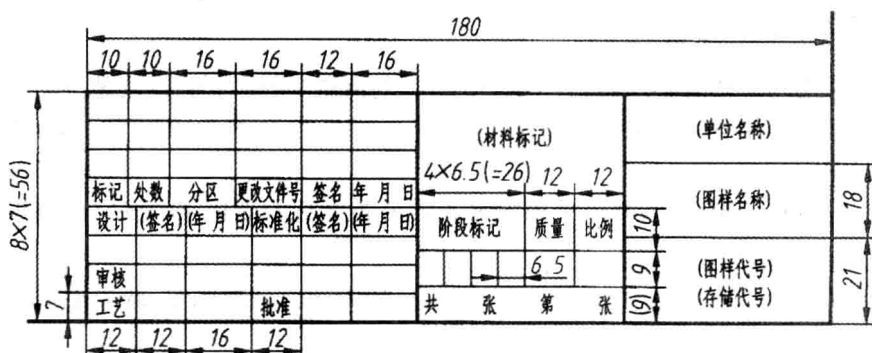 180
10 10 16 16 12 16
(材料标记)
(单位名称)
4×6.5(=26) 12 12
8×7(=56)
标记 处数 分区 更改文件号 签名 年 月 日
(图样名称)
18
设计 (签名) (年 月 日) 标准化 (签名) (年 月 日)
阶段标记 质量 比例
10
6 5
9
(图样代号)
21
审核
(存储代号)
7
工艺 批准
共 张 第 张
(9)
12 12 16 12